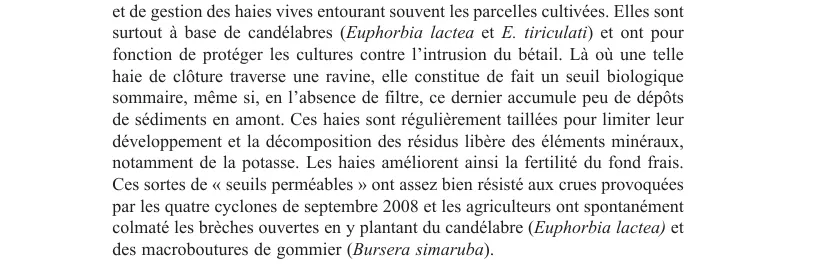 et de gestion des haies vives entourant souvent les parcelles cultivées. Elles sont
surtout à base de candélabres (Euphorbia lactea et E. tiriculati) et ont pour
fonction de protéger les cultures contre l’intrusion du bétail. Là où une telle
haie de clôture traverse une ravine, elle constitue de fait un seuil biologique
sommaire, même si, en l’absence de filtre, ce dernier accumule peu de dépôts
de sédiments en amont. Ces haies sont régulièrement taillées pour limiter leur
développement et la décomposition des résidus libère des éléments minéraux,
notamment de la potasse. Les haies améliorent ainsi la fertilité du fond frais.
Ces sortes de « seuils perméables » ont assez bien résisté aux crues provoquées
par les quatre cyclones de septembre 2008 et les agriculteurs ont spontanément
colmaté les brèches ouvertes en y plantant du candélabre (Euphorbia lactea) et
des macroboutures de gommier (Bursera simaruba).